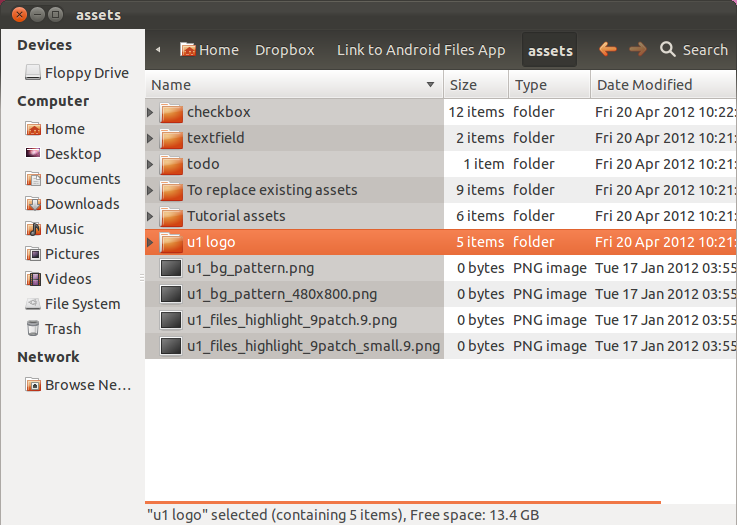 assets
Devices
Floppy Drive
Computer
Home
Desktop
Documents
Downloads
Music
Pictures
Videos
File System
Trash
Network
Browse Ne...
Home Dropbox Link to Android Files App assets Search
Name Size Type Date Modified
checkbox 12 items folder Fri 20 Apr 2012 10:22:
textfield 2 items folder Fri 20 Apr 2012 10:21:
todo 1 item folder Fri 20 Apr 2012 10:21:
To replace existing assets 9 items folder Fri 20 Apr 2012 10:21:
Tutorial assets 6 items folder Fri 20 Apr 2012 10:21:
u1 logo 5 items folder Fri 20 Apr 2012 10:21:
u1_bg_pattern.png 0 bytes PNG image Tue 17 Jan 2012 03:55
u1_bg_pattern_480x800.png 0 bytes PNG image Tue 17 Jan 2012 03:55
u1_files_highlight_9patch.9.png 0 bytes PNG image Tue 17 Jan 2012 03:55
u1_files_highlight_9patch_small.9.png 0 bytes PNG image Tue 17 Jan 2012 03:55
"u1 logo" selected (containing 5 items), Free space: 13.4 GB